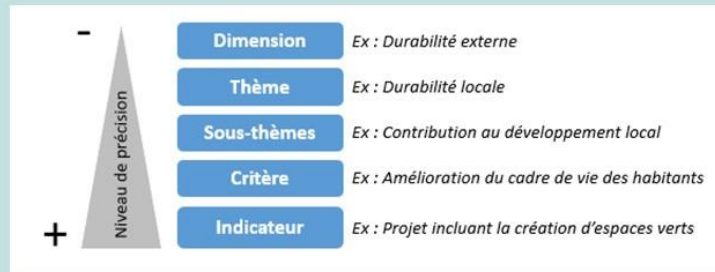 -
Dimension Ex : Durabilité externe
Thème Ex : Durabilité locale
Sous-thèmes Ex : Contribution au développement local
Critère Ex : Amélioration du cadre de vie des habitants
Indicateur Ex : Projet incluant la création d’espaces verts
+
Niveau de précision